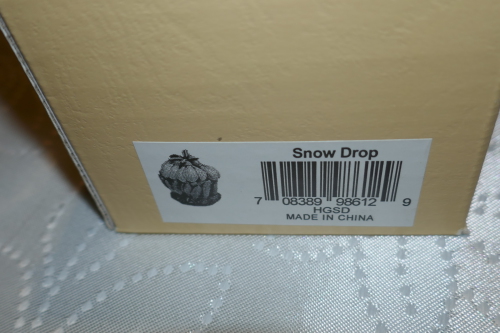 Snow Drop
7 08389 98612 9
HGSD
MADE IN CHINA